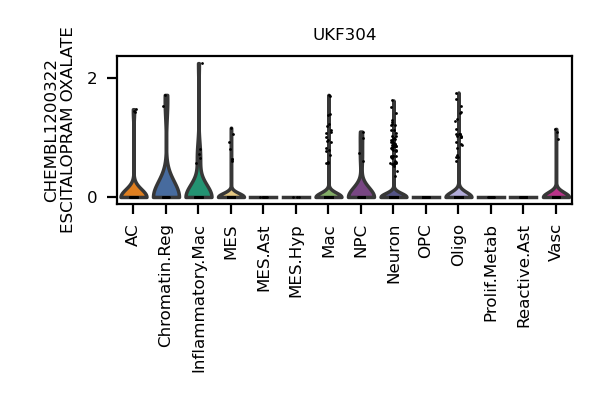 UKF304
CHEMBL1200322
ESCITALOPRAM OXALATE
2
0
AC
Chromatin.Reg
Inflammatory.Mac
MES
MES.Ast
MES.Hyp
Mac
NPC
Neuron
OPC
Oligo
Prolif.Metab
Reactive.Ast
Vasc